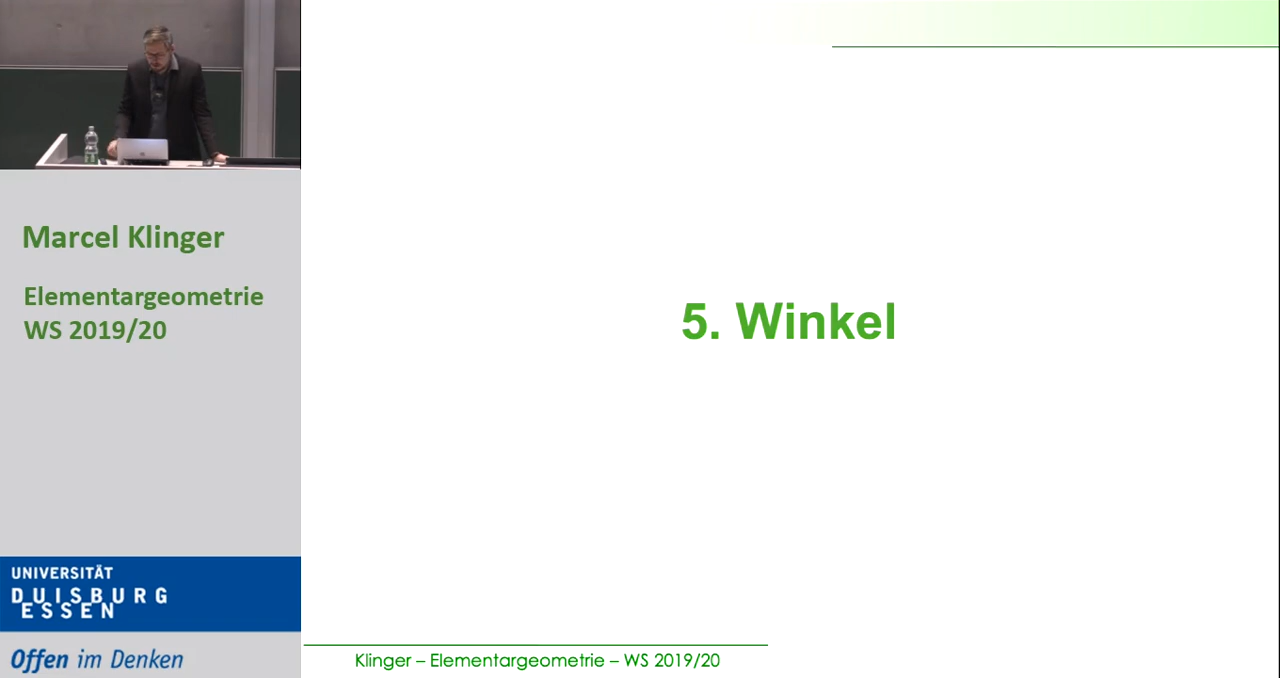 Marcel Klinger
Elementargeometrie
WS 2019/20
UNIVERSITÄT
DUISBURG
ESSEN
Offen im Denken
5. Winkel
Klinger – Elementargeometrie – WS 2019/20